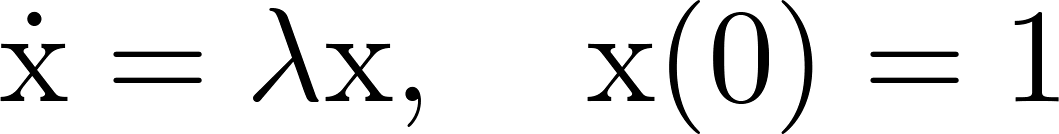 ẋ = λx, x(0) = 1